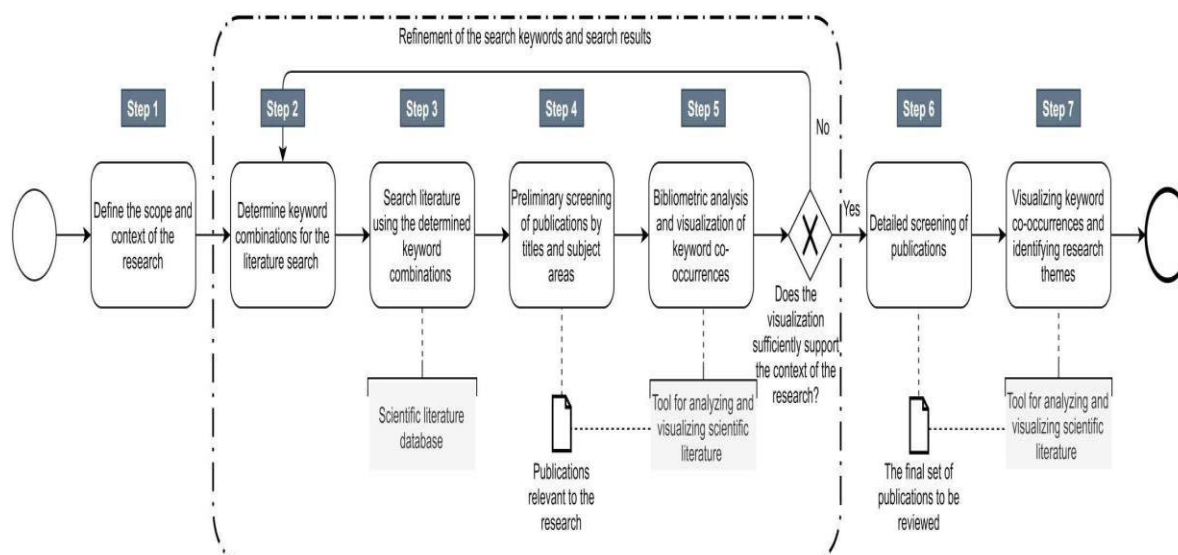 Refinement of the search keywords and search results
Step 1
Step 2
Step 3
Step 4
Step 5
Step 6
Step 7
No
Define the scope and
context of the
research
Determine keyword
combinations for the
literature search
Search literature
using the determined
keyword
combinations
Preliminary screening
of publications by
titles and subject
areas
Bibliometric analysis
and visualization of
keyword co-
occurrences
Yes
Detailed screening of
publications
Visualizing keyword
co-occurrences and
identifying research
themes
Does the
visualization
sufficiently support
the context of the
research?
Scientific literature
database
Publications
relevant to the
research
Tool for analyzing and
visualizing scientific
literature
The final set of
publications to be
reviewed
Tool for analyzing and
visualizing scientific
literature